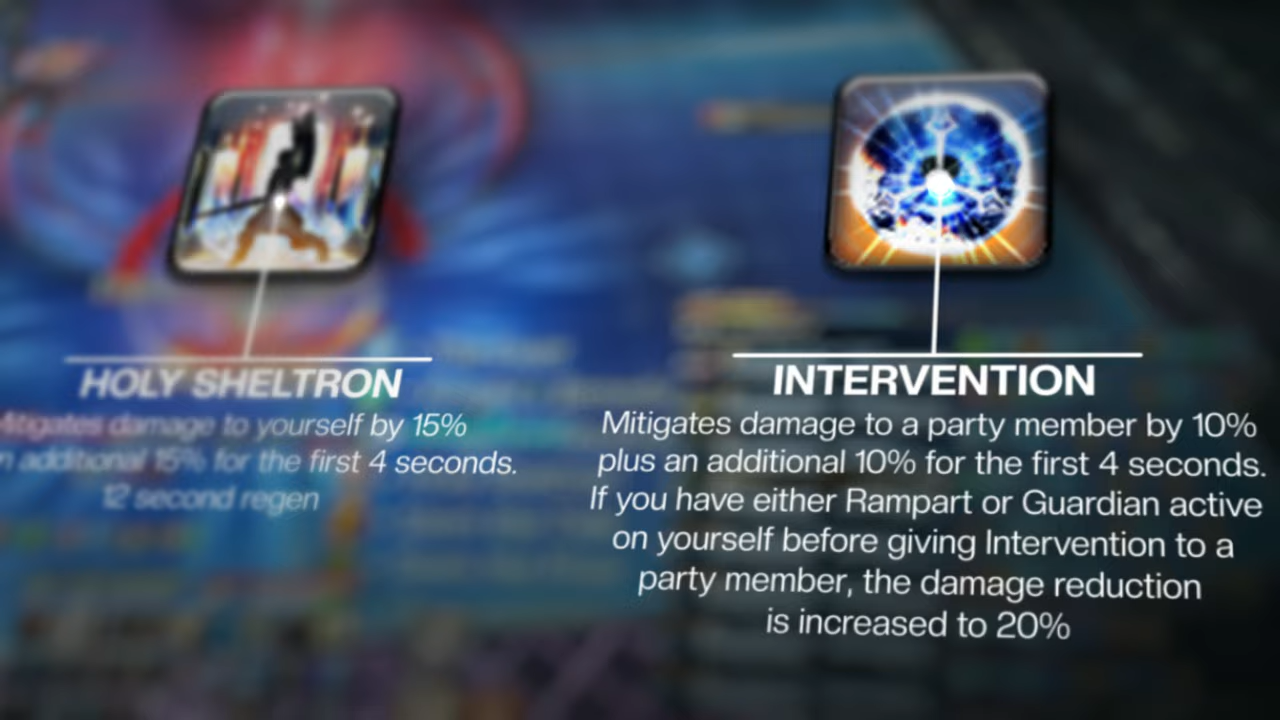 HOLY SHELTRON
Mitigates damage to yourself by 15%
additional 15% for the first 4 seconds.
12 second regen
INTERVENTION
Mitigates damage to a party member by 10%
plus an additional 10% for the first 4 seconds.
If you have either Rampart or Guardian active
on yourself before giving Intervention to a
party member, the damage reduction
is increased to 20%